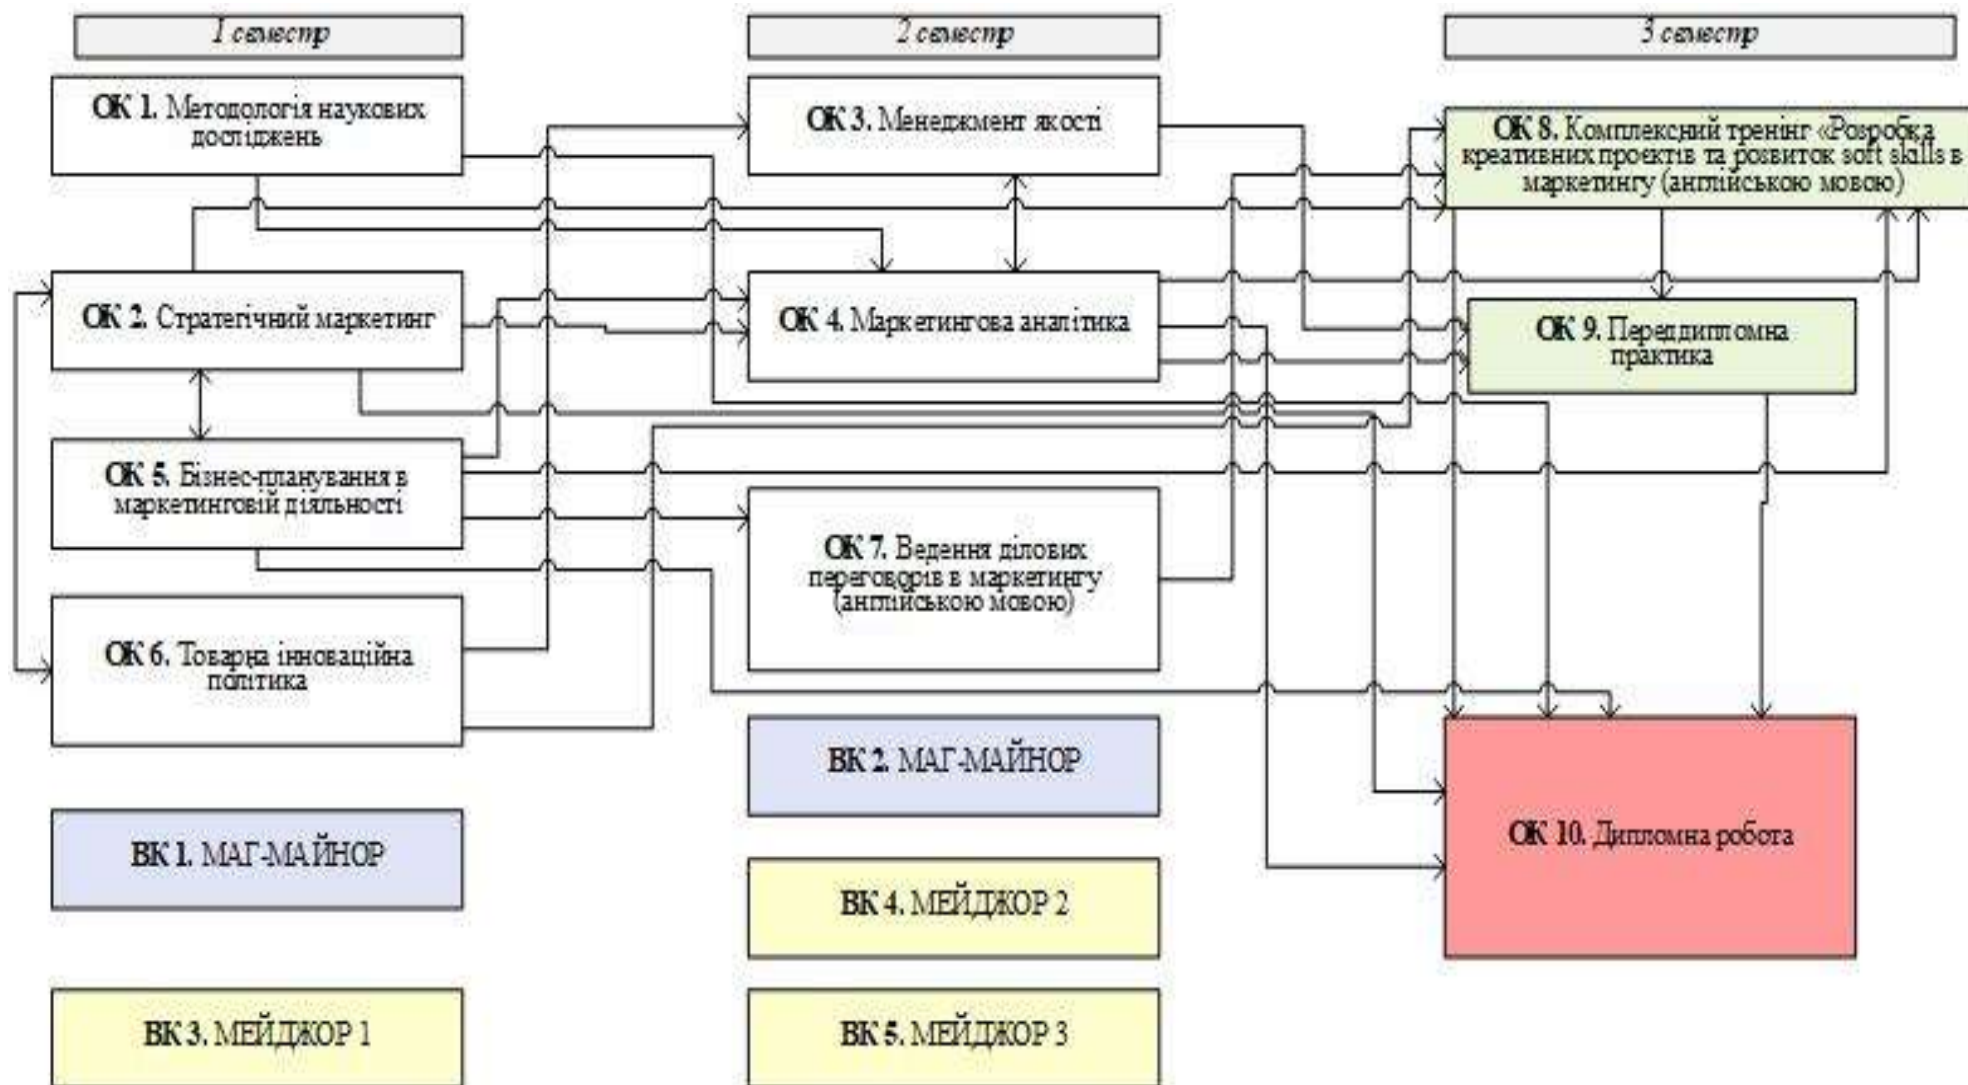 1 семестр
2 семестр
3 семестр
ОК 1. Методологія наукових
досліджень
ОК 3. Менеджмент якості
ОК 8. Комплексний тренінг «Розробка
креативних проєктів та розвиток soft skills в
маркетингу (англійською мовою)
ОК 2. Стратегічний маркетинг
ОК 4. Маркетингова аналітика
ОК 9. Переддипломна
практика
ОК 5. Бізнес-планування в
маркетинговій діяльності
ОК 7. Ведення ділових
переговорів в маркетингу
(англійською мовою)
ОК 6. Товарна інноваційна
політика
ВК 2. МАГ-МАЙНОР
ОК 10. Дипломна робота
ВК 1. МАГ-МАЙНОР
ВК 4. МЕЙДЖОР 2
ВК 3. МЕЙДЖОР 1
ВК 5. МЕЙДЖОР 3